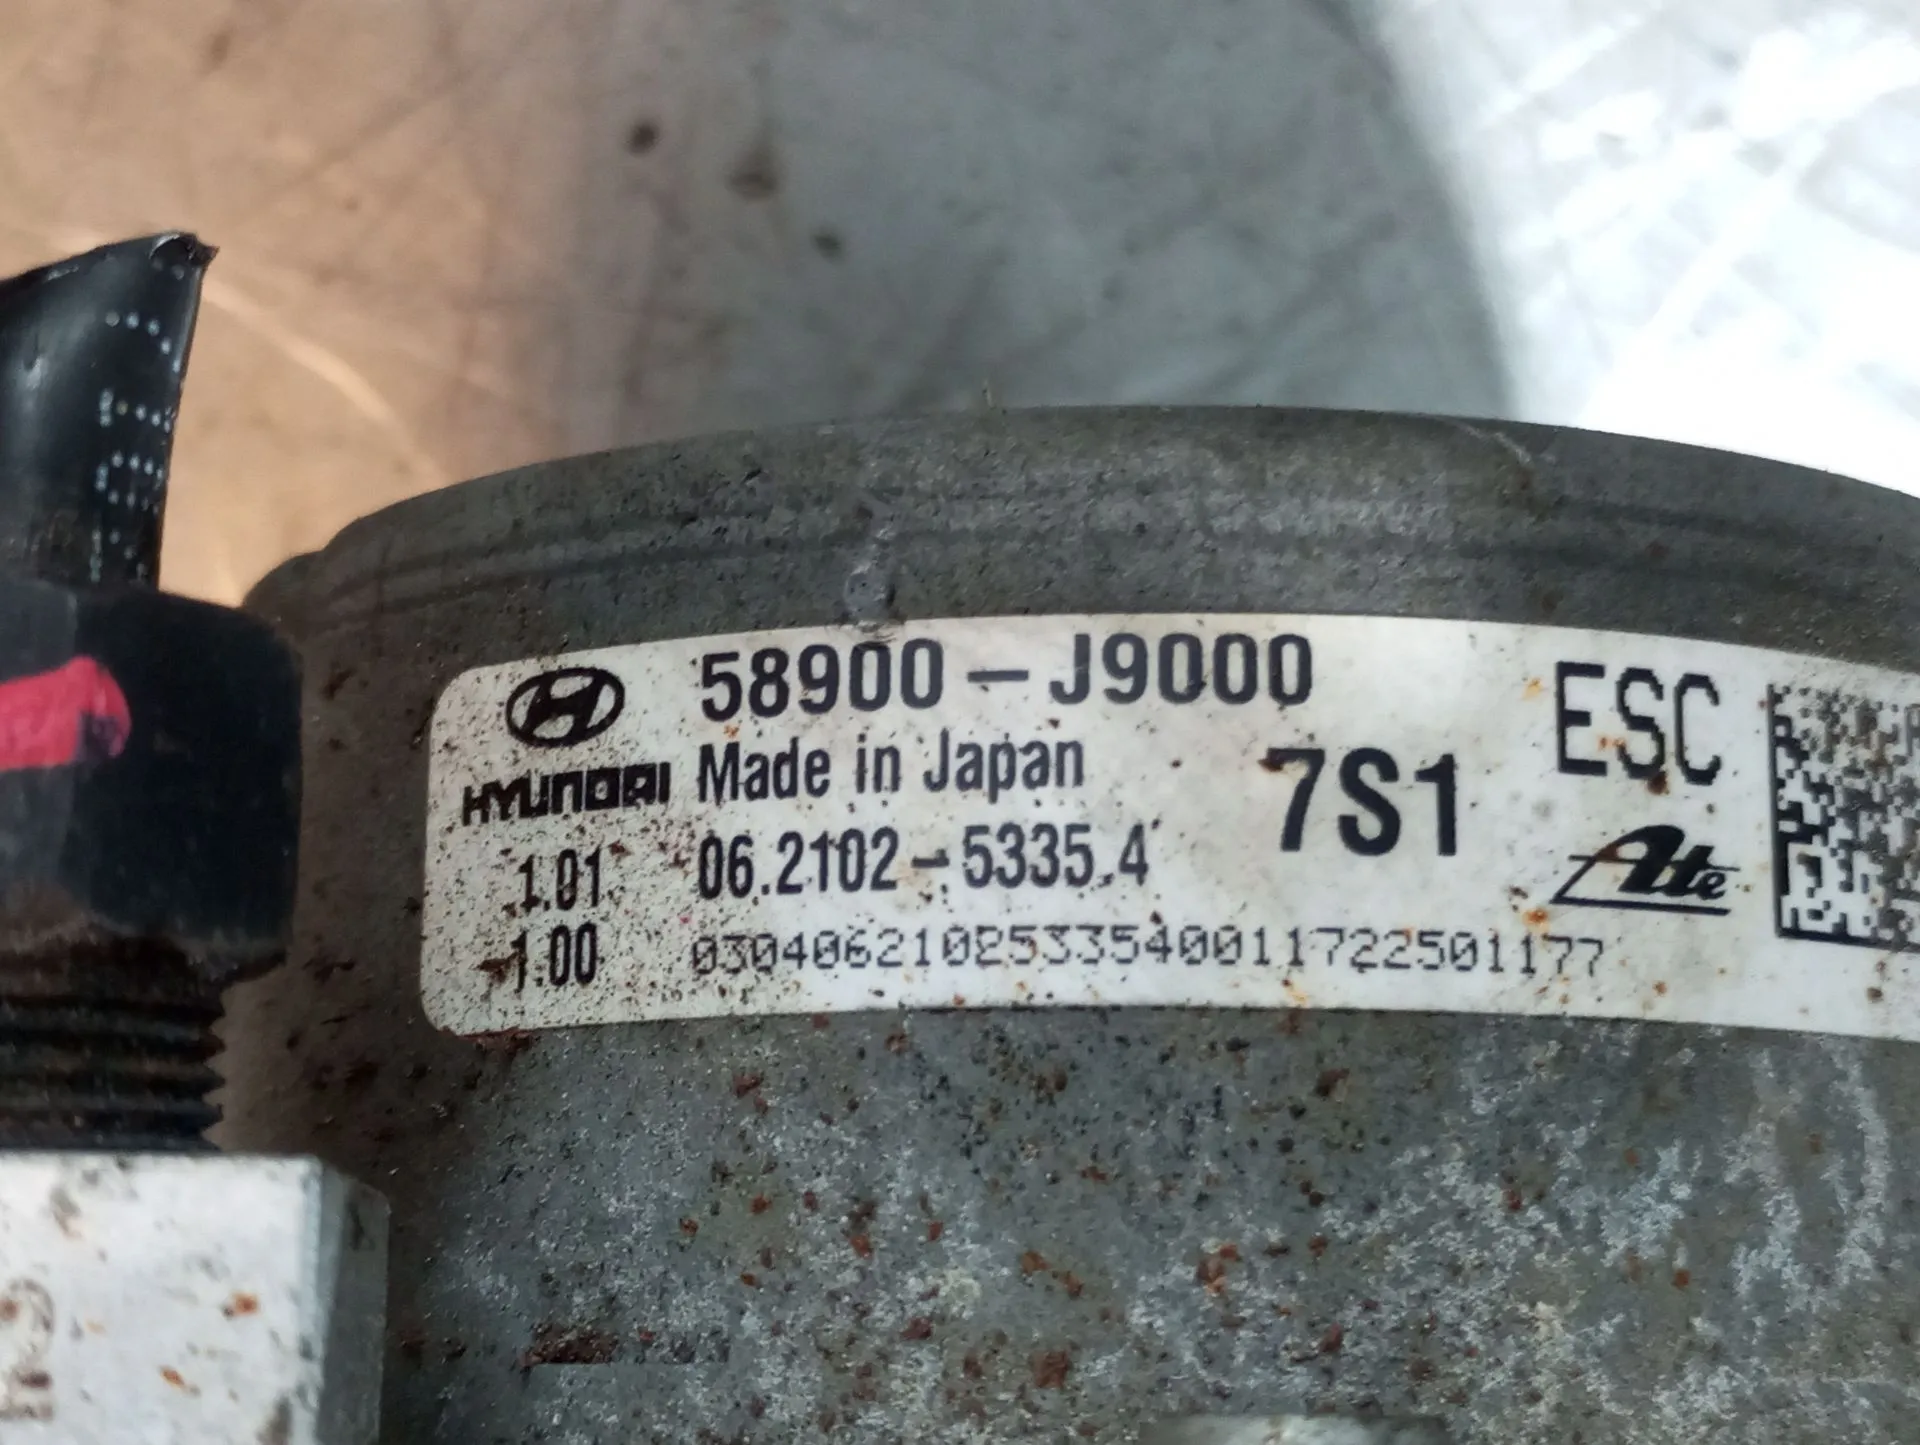 58900-J9000
HYUNDAI Made in Japan 7S1 ESC
1.01 06.2102-5335.4 Ate
1.00 0304062102533540011722501177